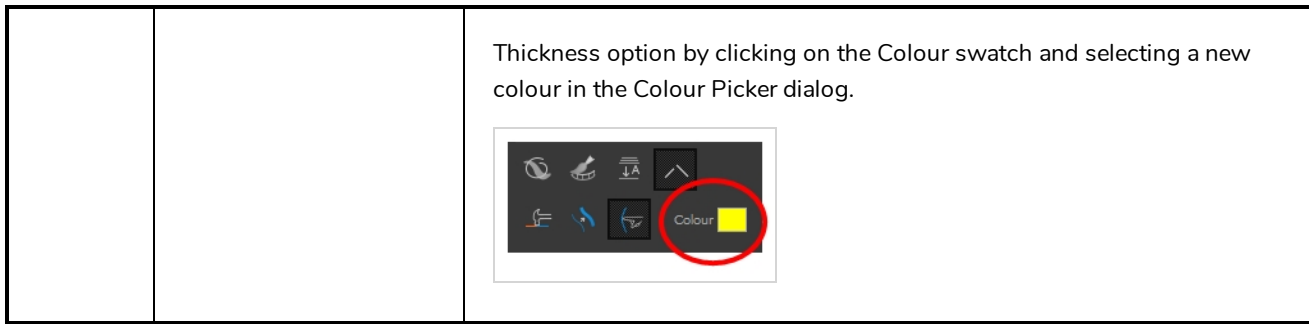 Thickness option by clicking on the Colour swatch and selecting a new
colour in the Colour Picker dialog.
Colour